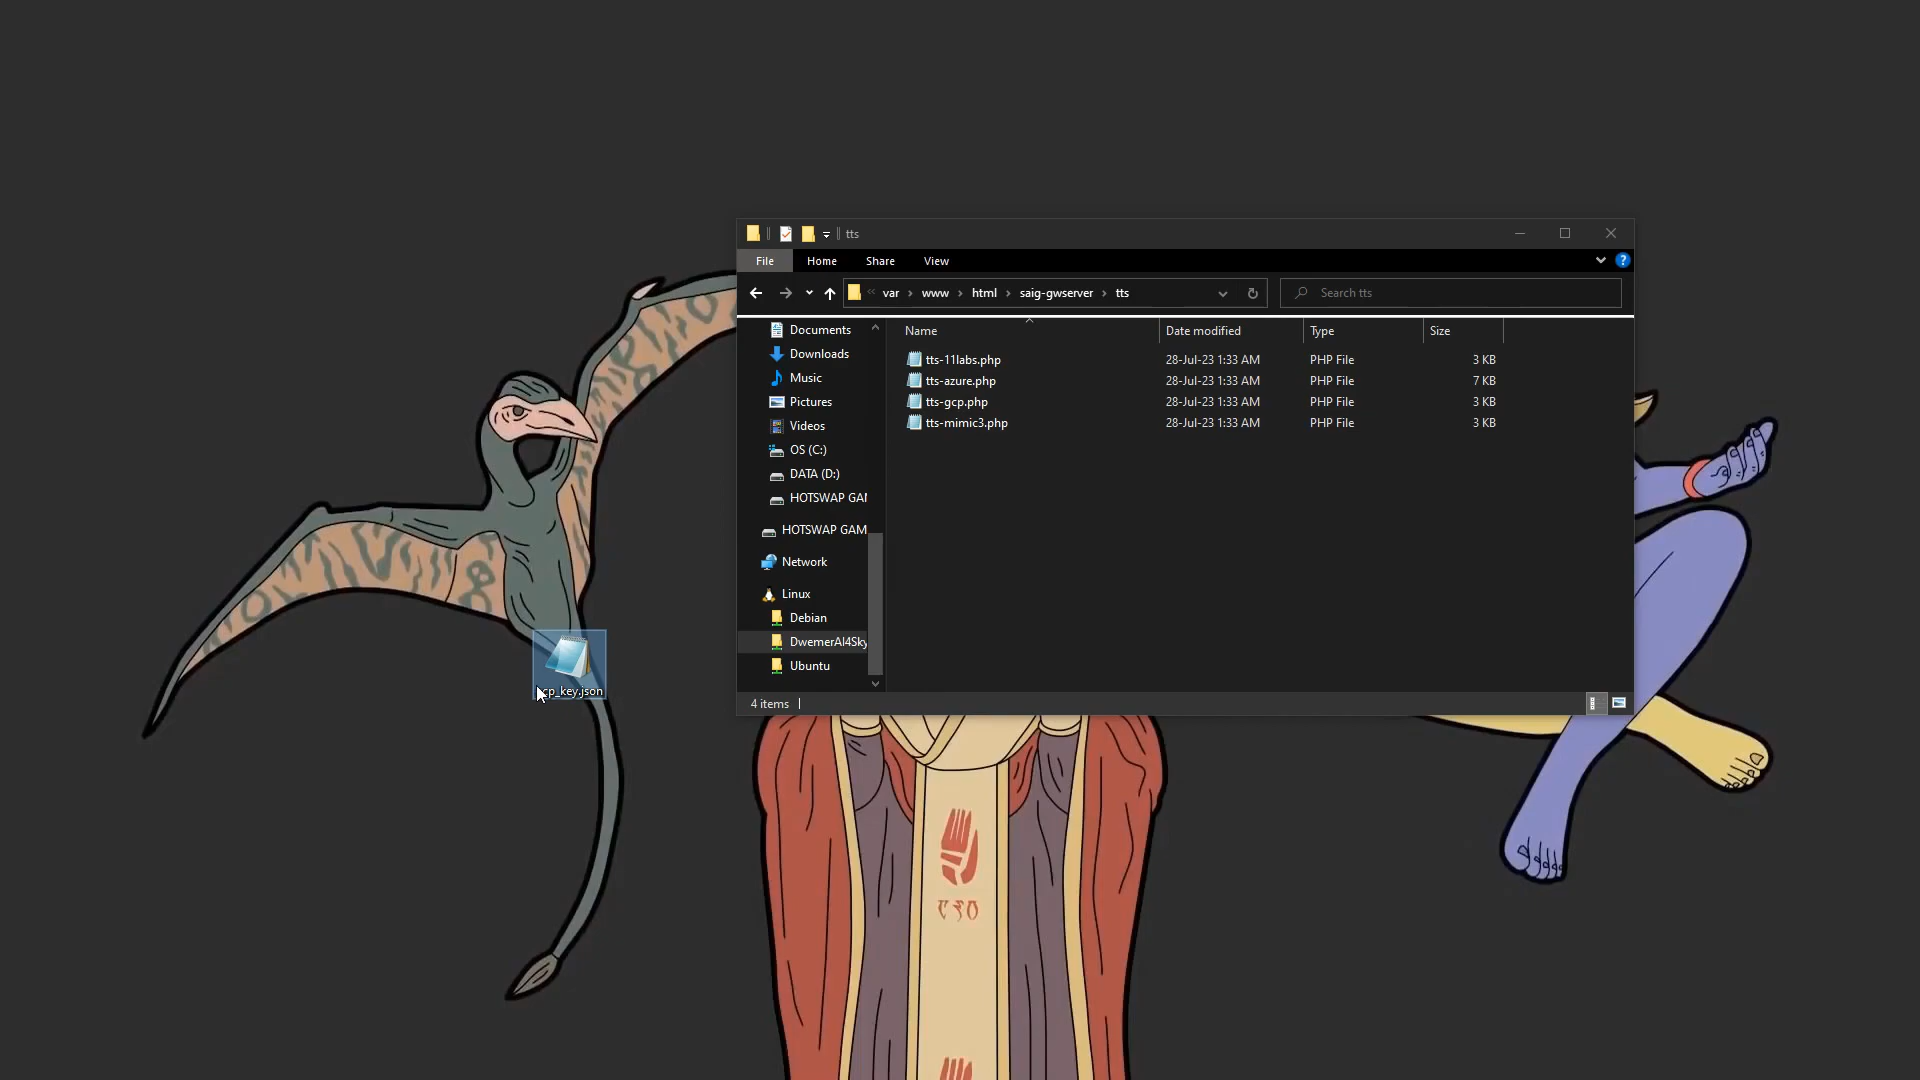 tts
File Home Share View
« var > www > html > saig-gwserver > tts
Search tts
Documents
Downloads
Music
Pictures
Videos
OS (C:)
DATA (D:)
HOTSWAP GAM
HOTSWAP GAM
Network
Linux
Debian
DwemerAI4Sky
Ubuntu
Name Date modified Type Size
tts-11labs.php 28-Jul-23 1:33 AM PHP File 3 KB
tts-azure.php 28-Jul-23 1:33 AM PHP File 7 KB
tts-gcp.php 28-Jul-23 1:33 AM PHP File 3 KB
tts-mimic3.php 28-Jul-23 1:33 AM PHP File 3 KB
4 items
cp_key.json